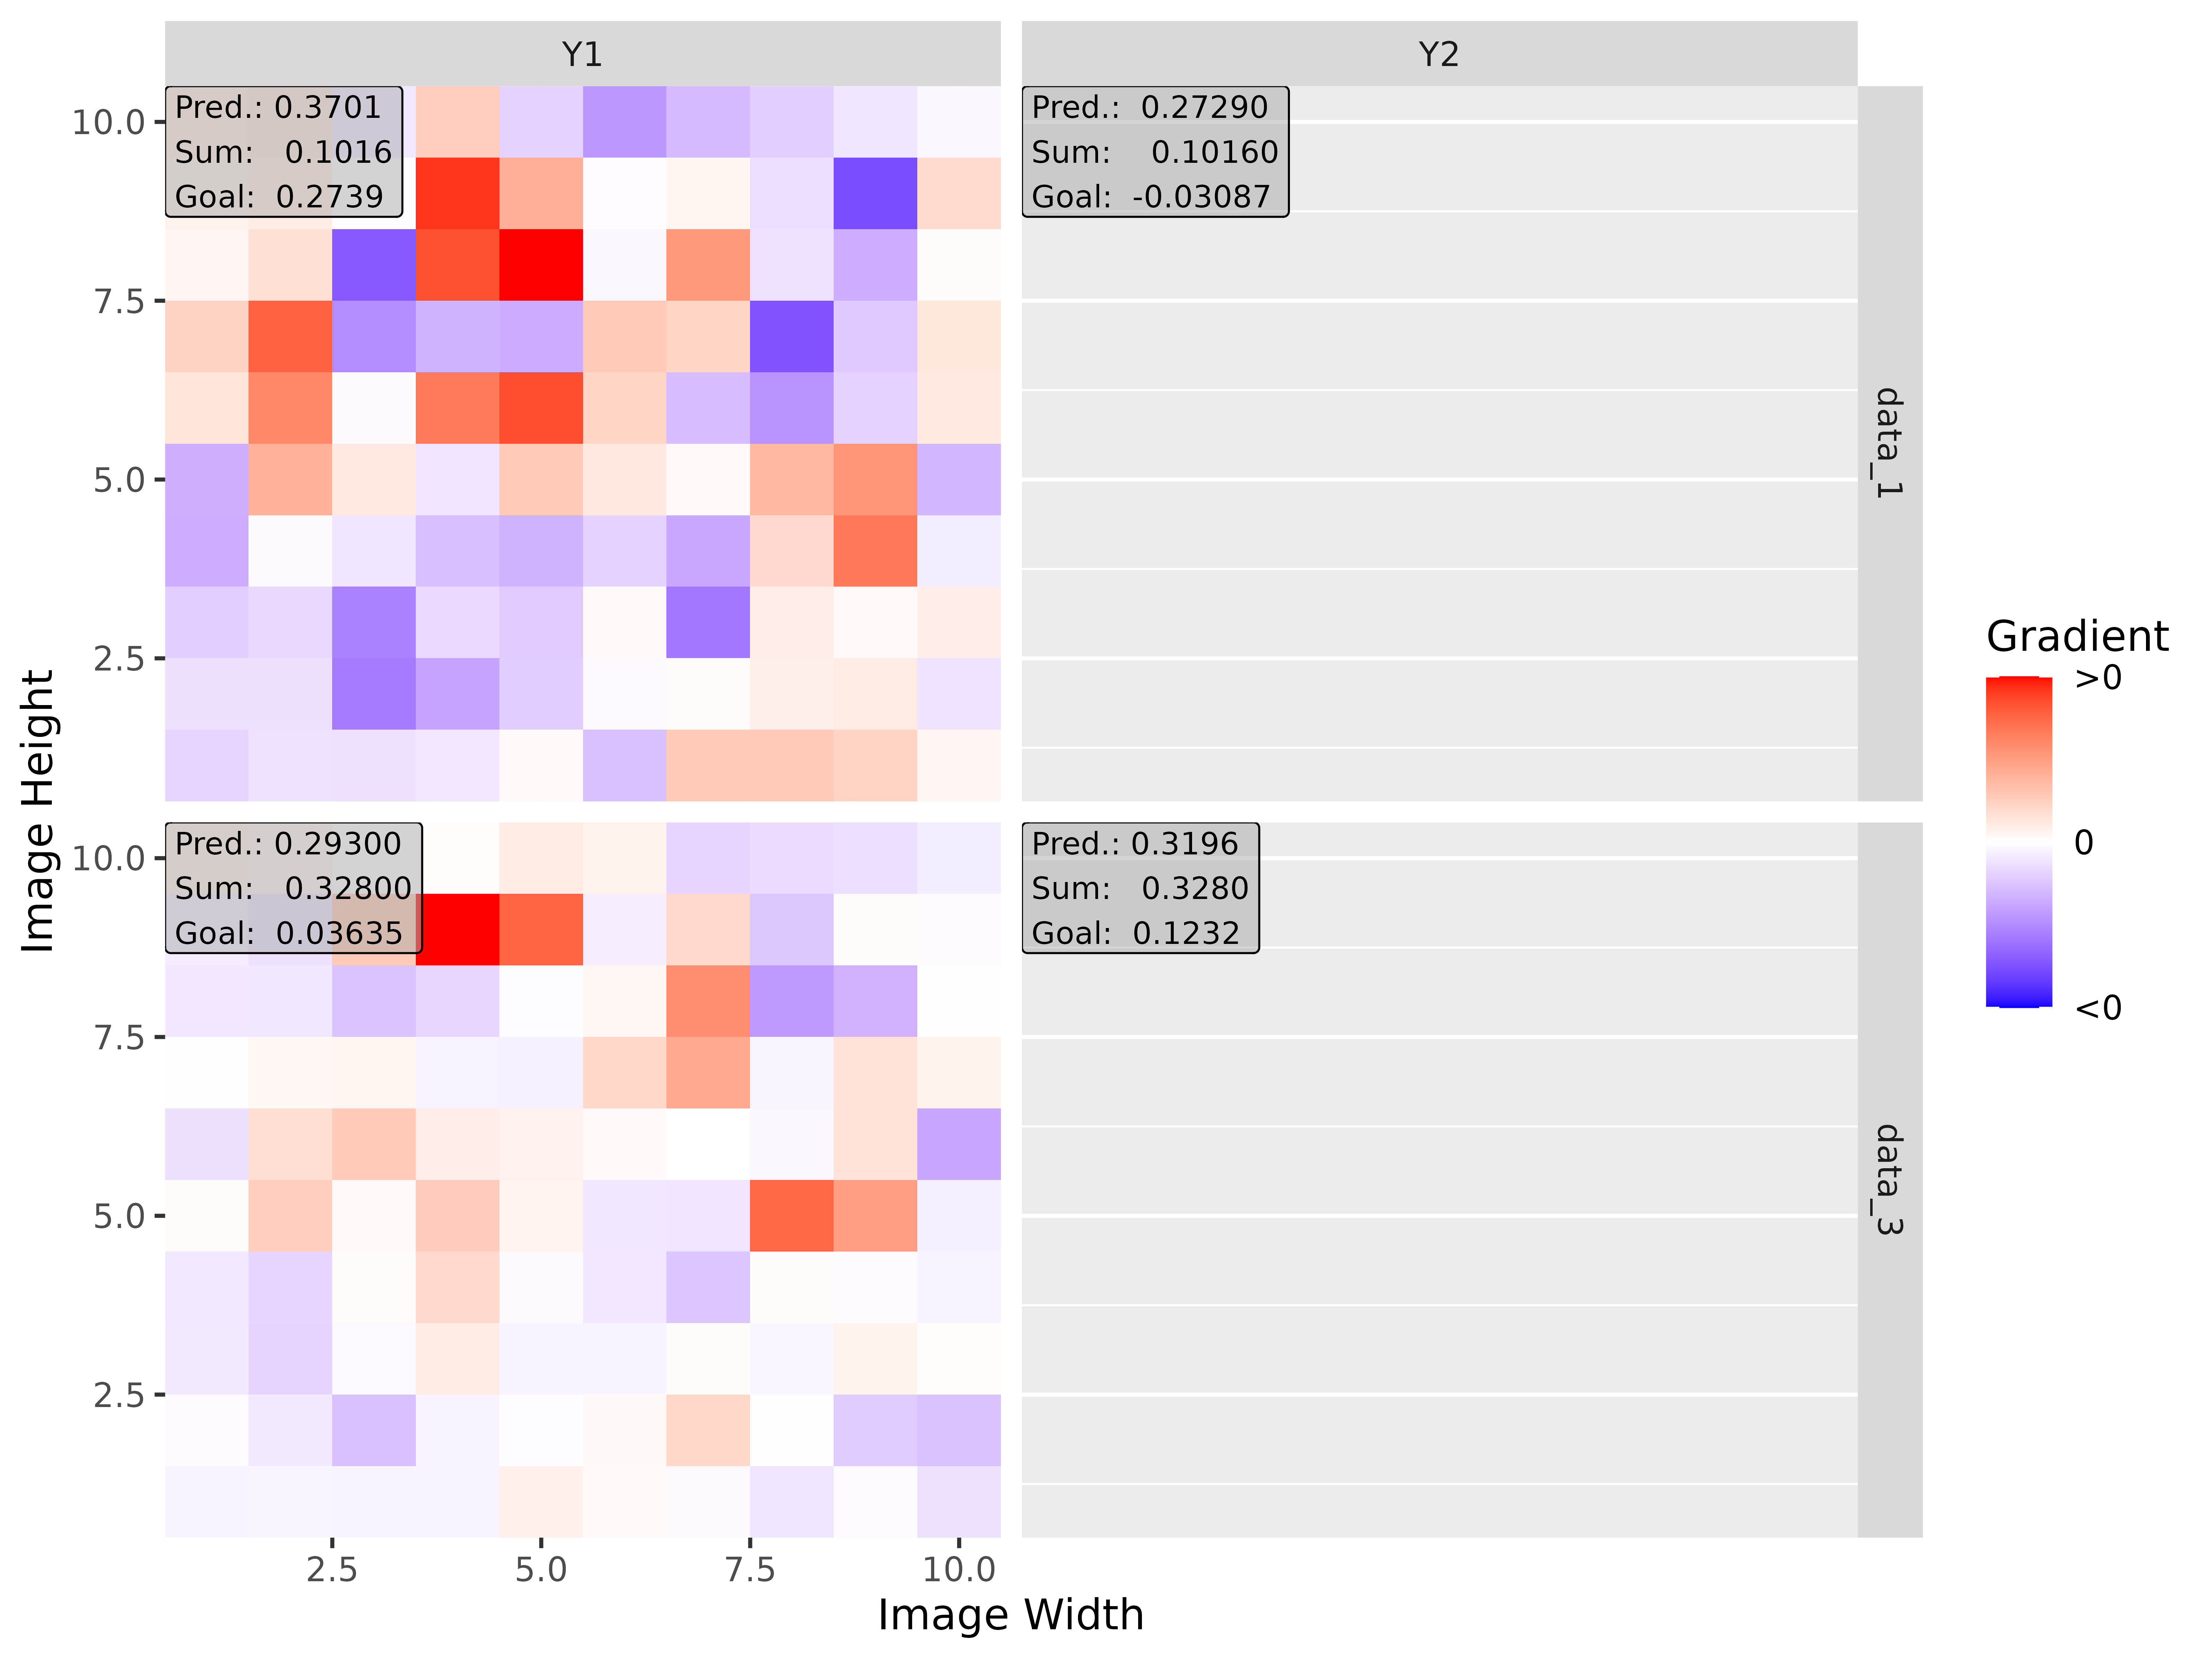 Y1
Y2
Pred.: 0.3701
Sum: 0.1016
Goal: 0.2739
Pred.: 0.27290
Sum: 0.10160
Goal: -0.03087
10.0
7.5
5.0
2.5
data_1
Pred.: 0.29300
Sum: 0.32800
Goal: 0.03635
Pred.: 0.3196
Sum: 0.3280
Goal: 0.1232
10.0
7.5
5.0
2.5
data_3
Image Height
2.5
5.0
7.5
10.0
Image Width
Gradient
>0
0
<0